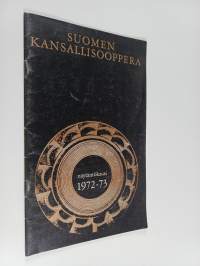 SUOMEN
KANSALLISOOPPERA
näytäntökausi
1972-73